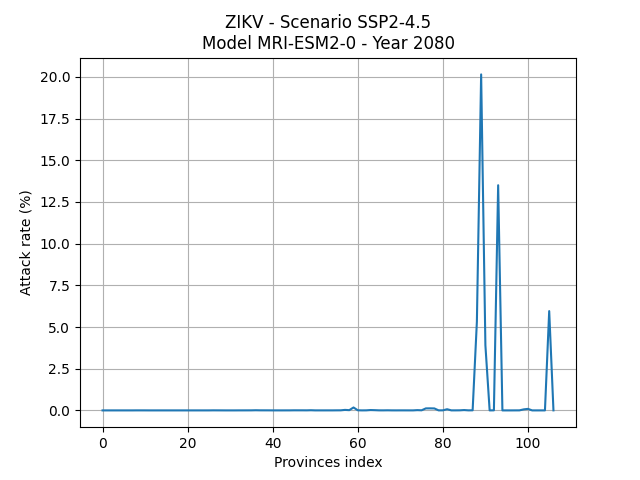 ZIKV - Scenario SSP2-4.5
Model MRI-ESM2-0 - Year 2080
20.0
17.5
15.0
12.5
10.0
7.5
5.0
2.5
0.0
Attack rate (%)
0 20 40 60 80 100
Provinces index